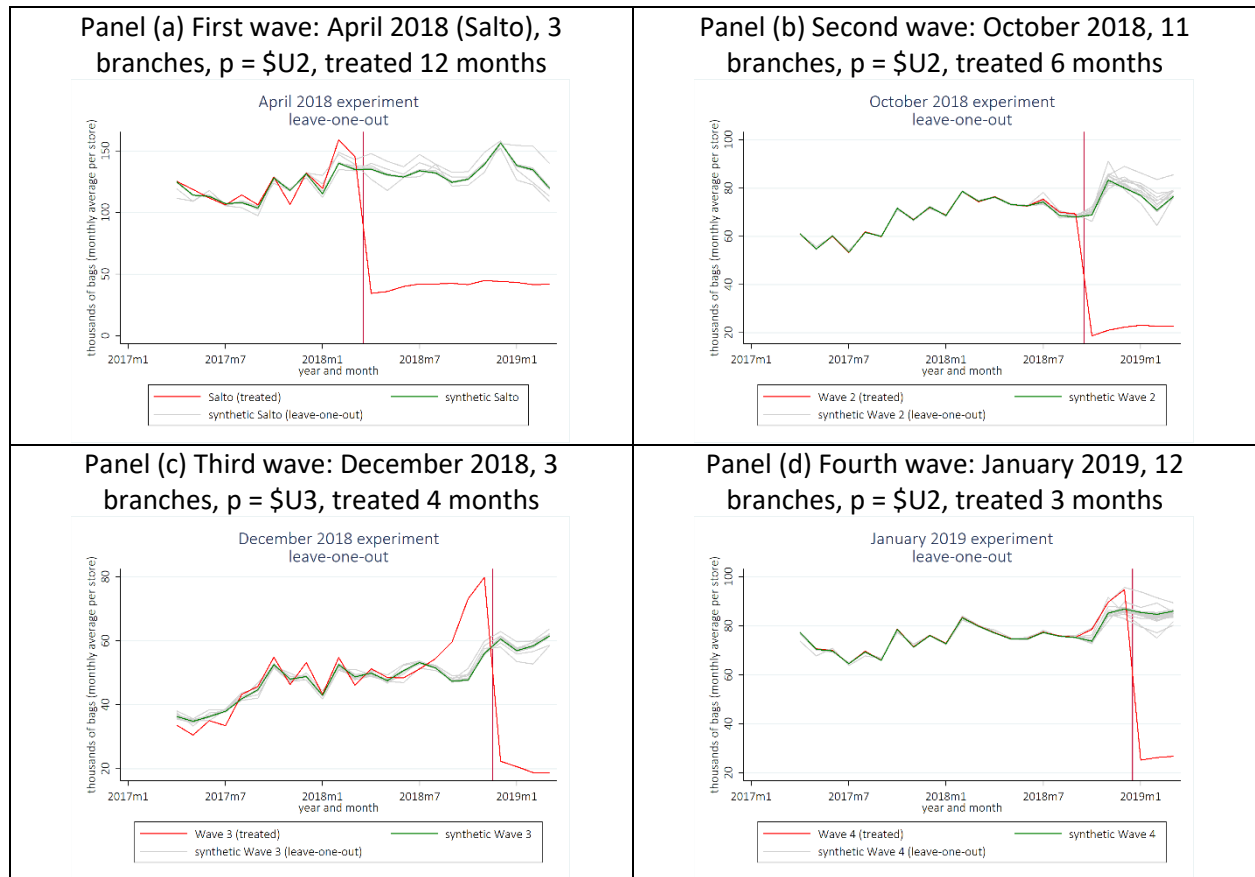 Panel (a) First wave: April 2018 (Salto), 3
branches, p = $U2, treated 12 months
April 2018 experiment
leave-one-out
thousands of bags (monthly average per store)
150
100
50
0
2017m1 2017m7 2018m1 2018m7 2019m1
year and month
Salto (treated) synthetic Salto
synthetic Salto (leave-one-out)
Panel (b) Second wave: October 2018, 11
branches, p = $U2, treated 6 months
October 2018 experiment
leave-one-out
thousands of bags (monthly average per store)
100
80
60
40
20
2017m1 2017m7 2018m1 2018m7 2019m1
year and month
Wave 2 (treated) synthetic Wave 2
synthetic Wave 2 (leave-one-out)
Panel (c) Third wave: December 2018, 3
branches, p = $U3, treated 4 months
December 2018 experiment
leave-one-out
thousands of bags (monthly average per store)
80
60
40
20
2017m1 2017m7 2018m1 2018m7 2019m1
year and month
Wave 3 (treated) synthetic Wave 3
synthetic Wave 3 (leave-one-out)
Panel (d) Fourth wave: January 2019, 12
branches, p = $U2, treated 3 months
January 2019 experiment
leave-one-out
thousands of bags (monthly average per store)
100
80
60
40
20
2017m1 2017m7 2018m1 2018m7 2019m1
year and month
Wave 4 (treated) synthetic Wave 4
synthetic Wave 4 (leave-one-out)